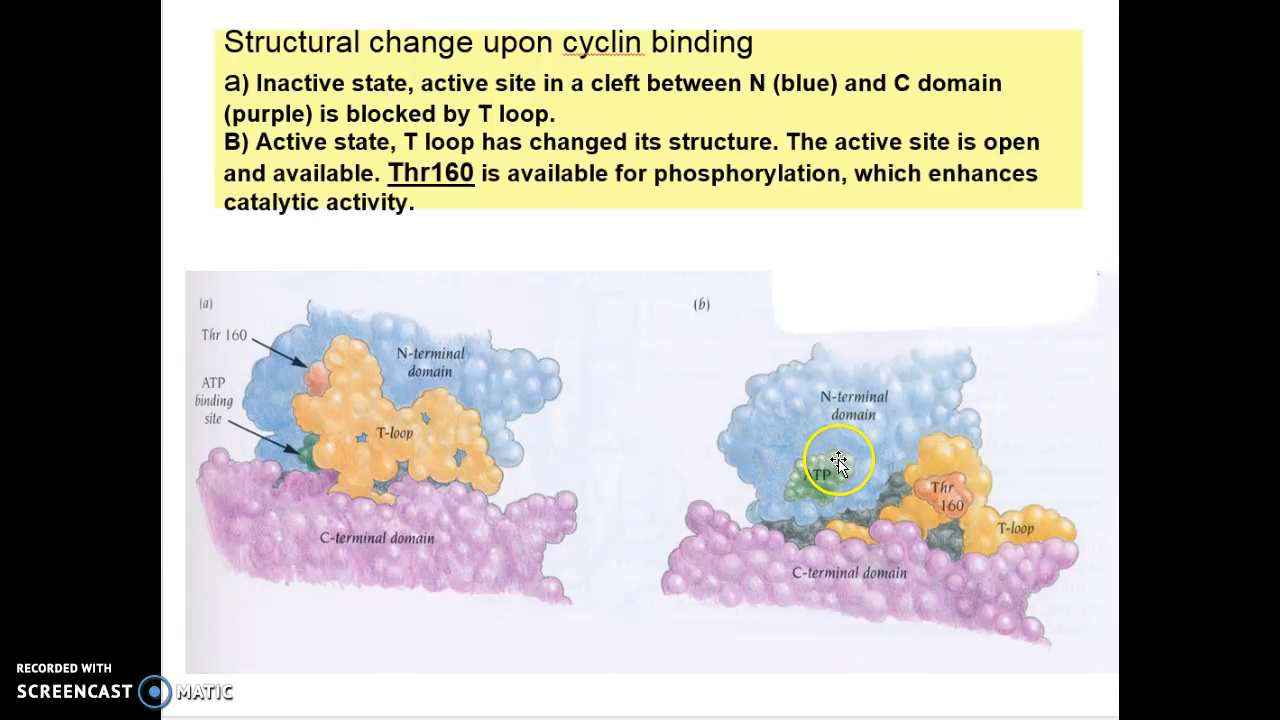 Structural change upon cyclin binding
a) Inactive state, active site in a cleft between N (blue) and C domain
(purple) is blocked by T loop.
B) Active state, T loop has changed its structure. The active site is open
and available. Thr160 is available for phosphorylation, which enhances
catalytic activity.
(a)
Thr 160
ATP
binding
site
N-terminal
domain
T-loop
C-terminal domain
(b)
N-terminal
domain
ATP
Thr
160
T-loop
C-terminal domain
RECORDED WITH
SCREENCAST MATIC